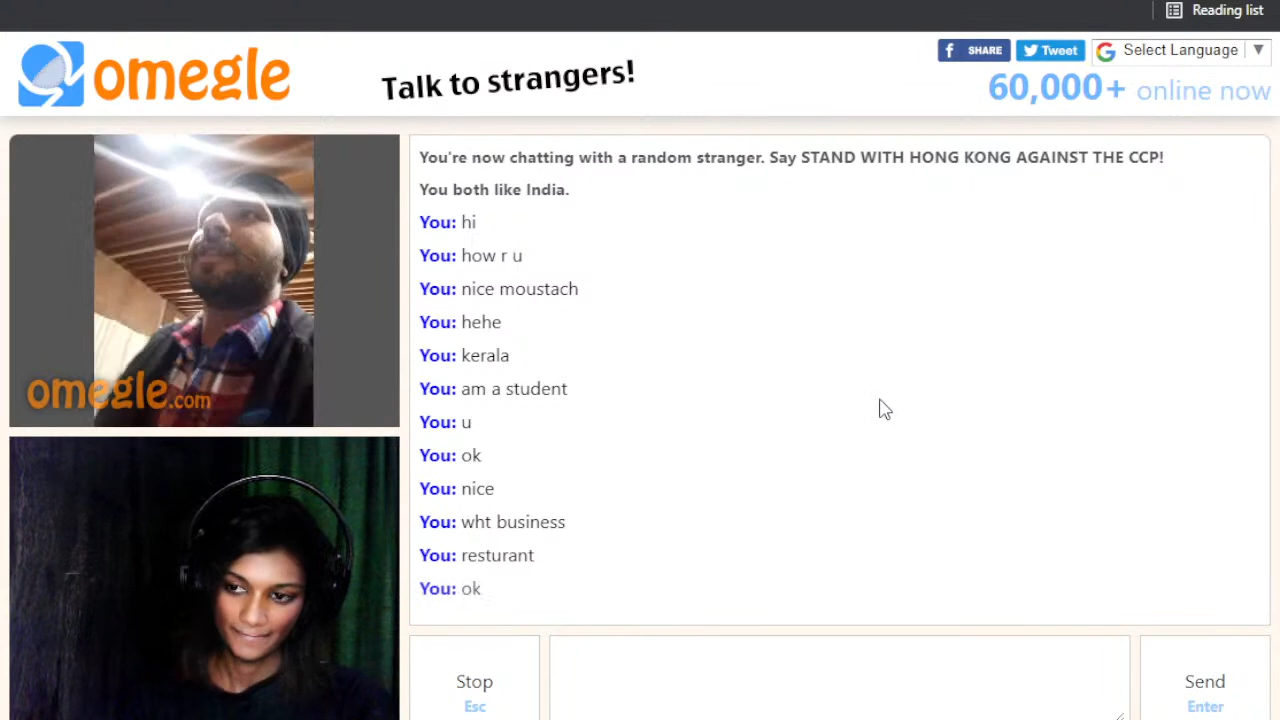 Reading list
omegle
Talk to strangers!
SHARE
Tweet
Select Language
60,000+ online now
You're now chatting with a random stranger. Say STAND WITH HONG KONG AGAINST THE CCP!
You both like India.
You: hi
You: how r u
You: nice moustach
You: hehe
You: kerala
You: am a student
You: u
You: ok
You: nice
You: wht business
You: resturant
You: ok
omegle.com
Stop
Esc
Send
Enter